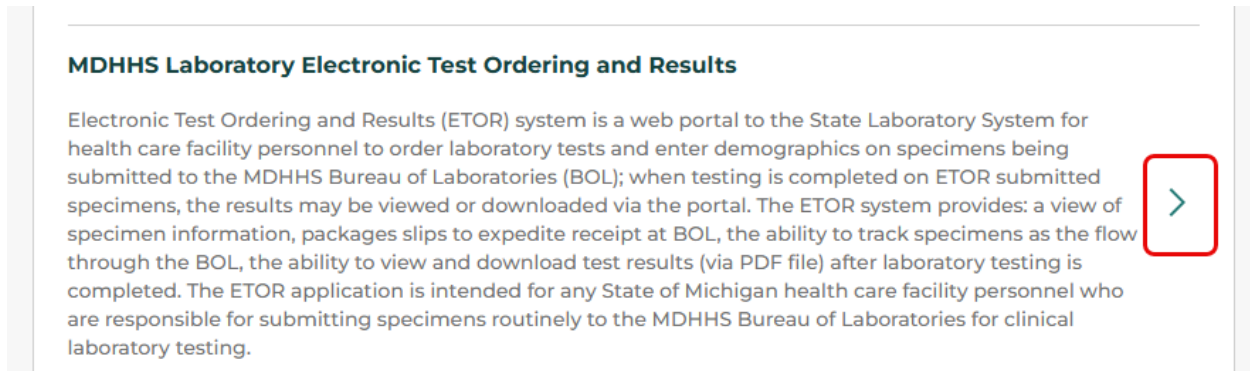 MDHHS Laboratory Electronic Test Ordering and Results
Electronic Test Ordering and Results (ETOR) system is a web portal to the State Laboratory System for
health care facility personnel to order laboratory tests and enter demographics on specimens being
submitted to the MDHHS Bureau of Laboratories (BOL); when testing is completed on ETOR submitted
specimens, the results may be viewed or downloaded via the portal. The ETOR system provides: a view of
specimen information, packages slips to expedite receipt at BOL, the ability to track specimens as the flow
through the BOL, the ability to view and download test results (via PDF file) after laboratory testing is
completed. The ETOR application is intended for any State of Michigan health care facility personnel who
are responsible for submitting specimens routinely to the MDHHS Bureau of Laboratories for clinical
laboratory testing.